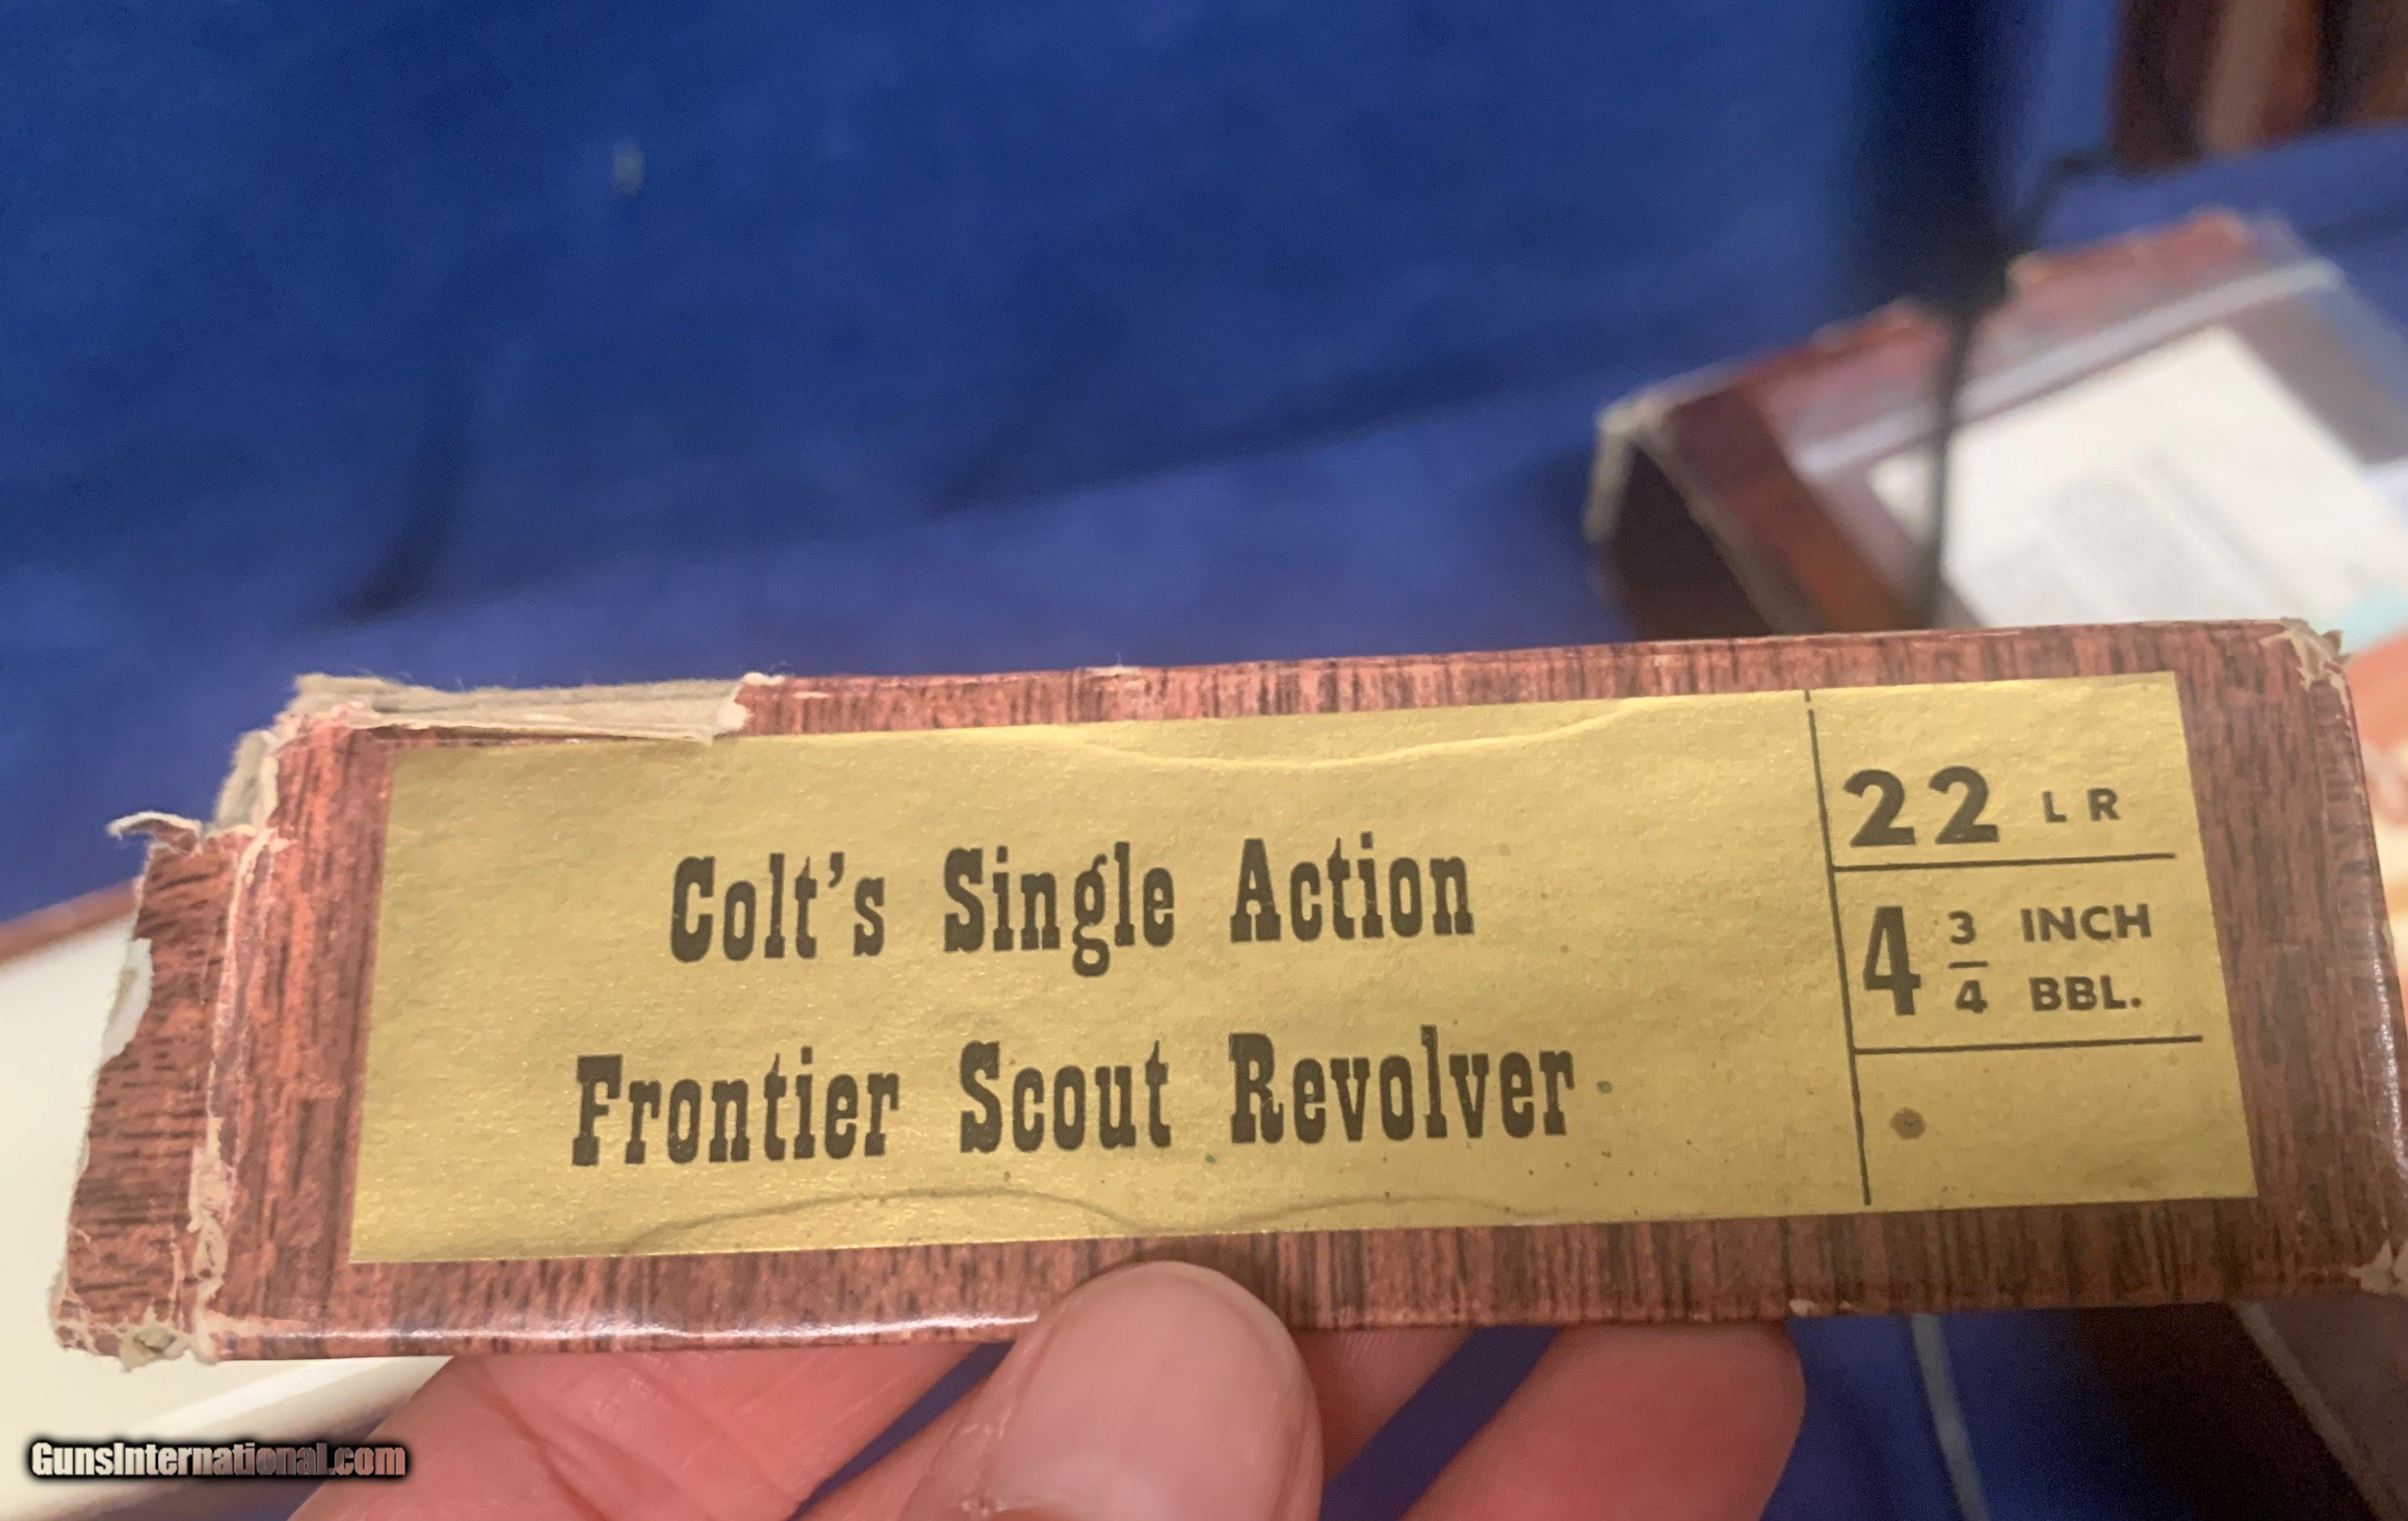 Colt's Single Action
Frontier Scout Revolver
22 LR
4 3/4 INCH
BBL.
GunsInternational.com